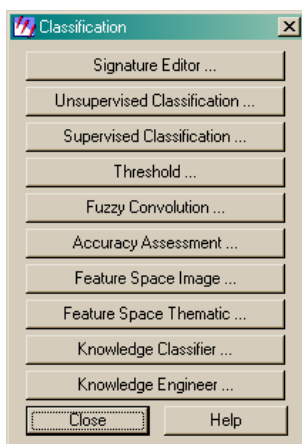 Classification
Signature Editor ...
Unsupervised Classification ...
Supervised Classification ...
Threshold ...
Fuzzy Convolution ...
Accuracy Assessment ...
Feature Space Image ...
Feature Space Thematic ...
Knowledge Classifier ...
Knowledge Engineer ...
Close Help